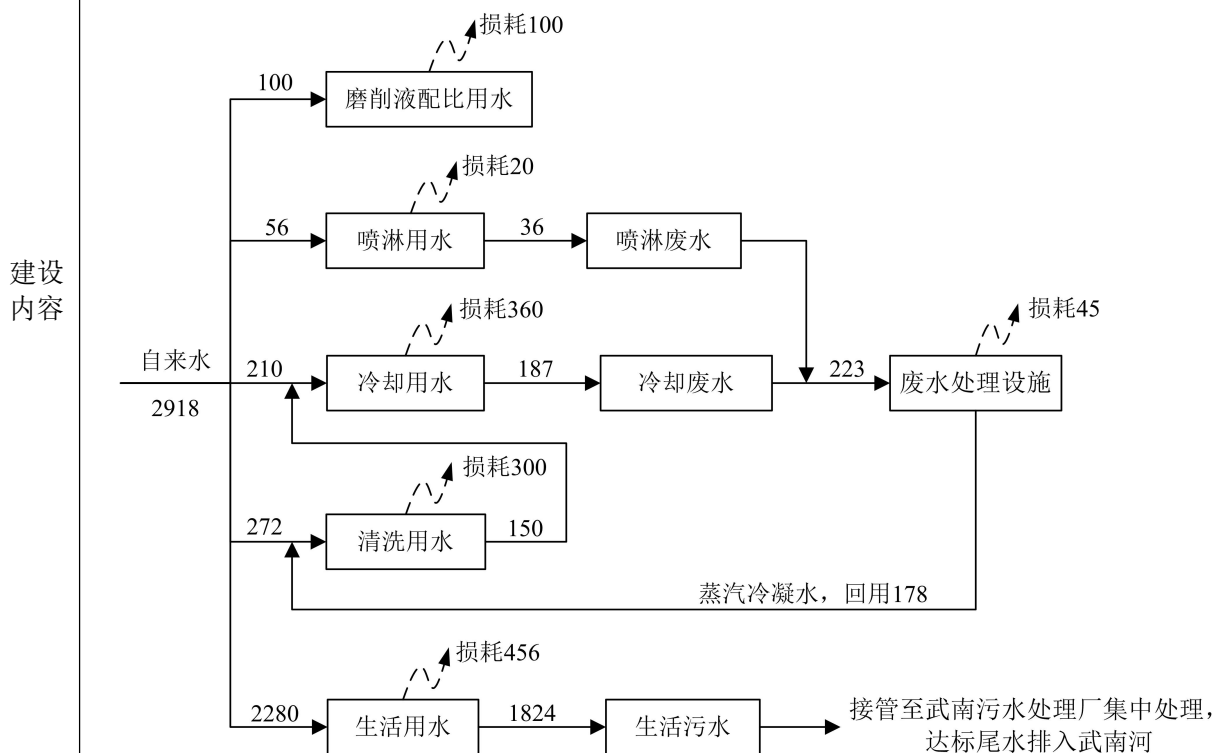 建设
内容
损耗100
100
磨削液配比用水
损耗20
56
喷淋用水
36
喷淋废水
损耗360
损耗45
自来水
2918
210
冷却用水
187
冷却废水
223
废水处理设施
损耗300
272
清洗用水
150
蒸汽冷凝水，回用178
损耗456
2280
生活用水
1824
生活污水
接管至武南污水处理厂集中处理，
达标尾水排入武南河